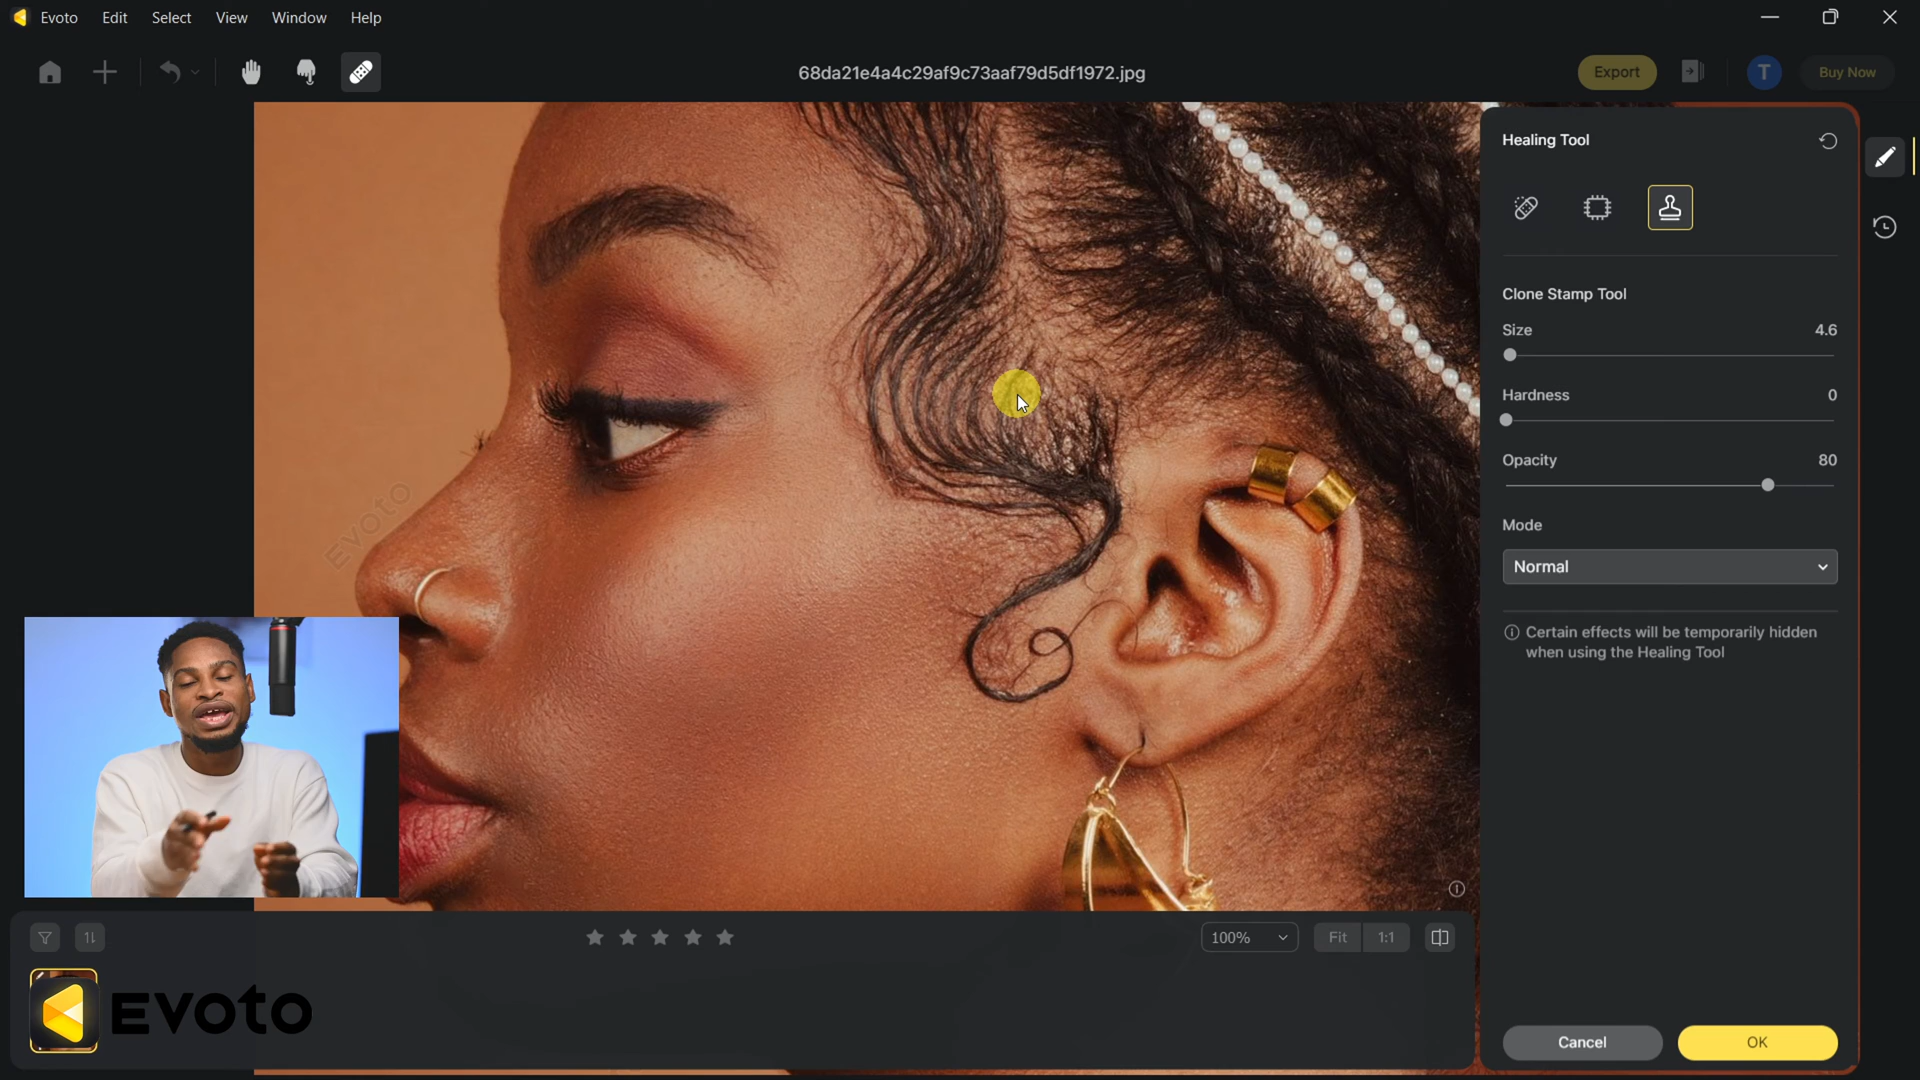 Evoto Edit Select View Window Help
68da21e4a4c29af9c73aaf79d5df1972.jpg
Export
T
Buy Now
Healing Tool
Clone Stamp Tool
Size 4.6
Hardness 0
Opacity 80
Mode
Normal
Certain effects will be temporarily hidden
when using the Healing Tool
Evoto
100% Fit 1:1
Evoto
Cancel OK